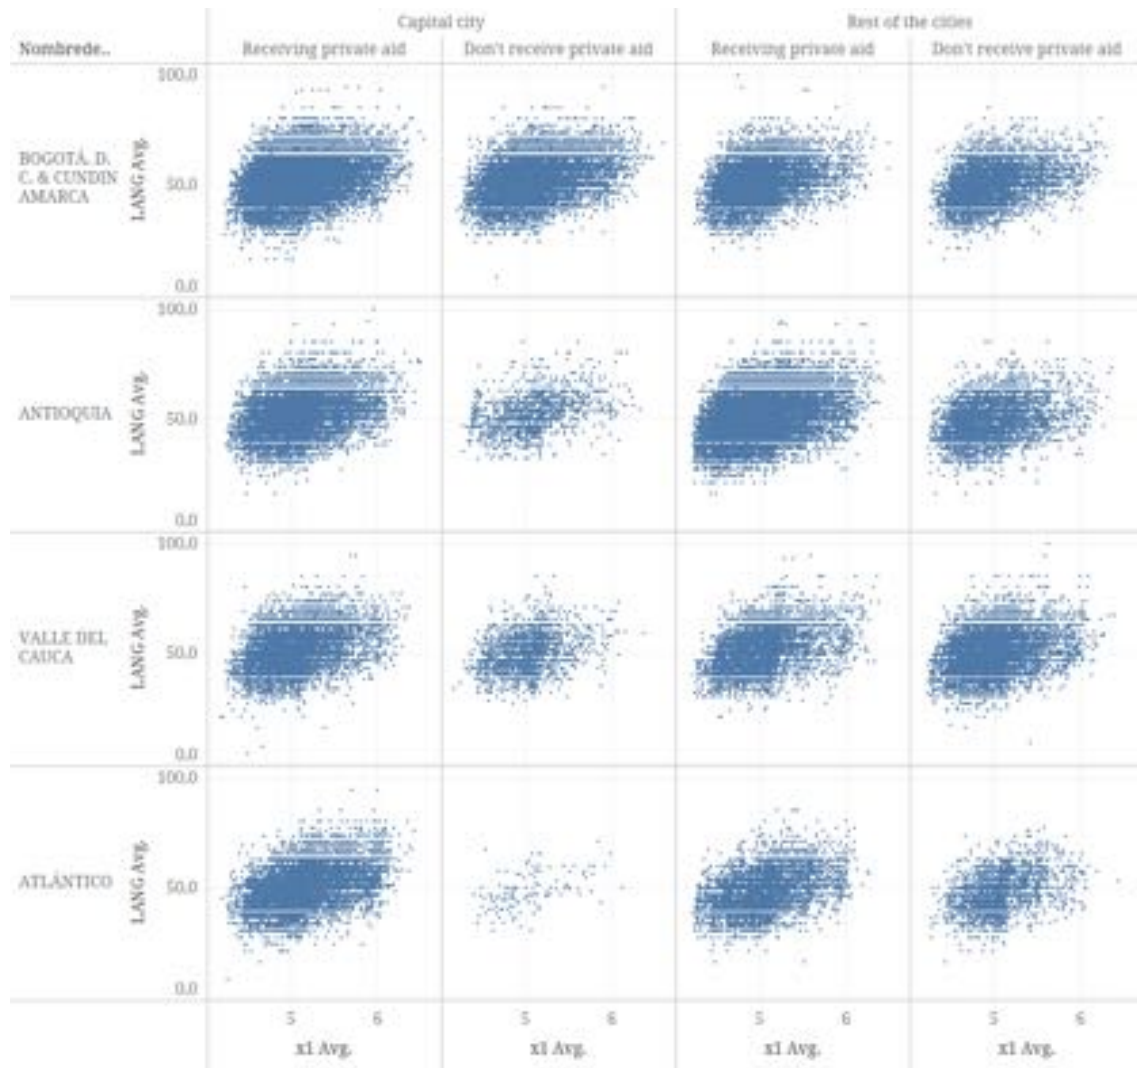 Capital city Rest of the cities
Nombrede.. Receiving private aid Don't receive private aid Receiving private aid Don't receive private aid
BOGOTÁ, D.
C. & CUNDIN
AMARCA
LANG Avg.
100.0
50.0
0.0
ANTIOQUIA
LANG Avg.
100.0
50.0
0.0
VALLE DEL
CAUCA
LANG Avg.
100.0
50.0
0.0
ATLÁNTICO
LANG Avg.
100.0
50.0
0.0
5 6 5 6 5 6 5 6
x1 Avg. x1 Avg. x1 Avg. x1 Avg.